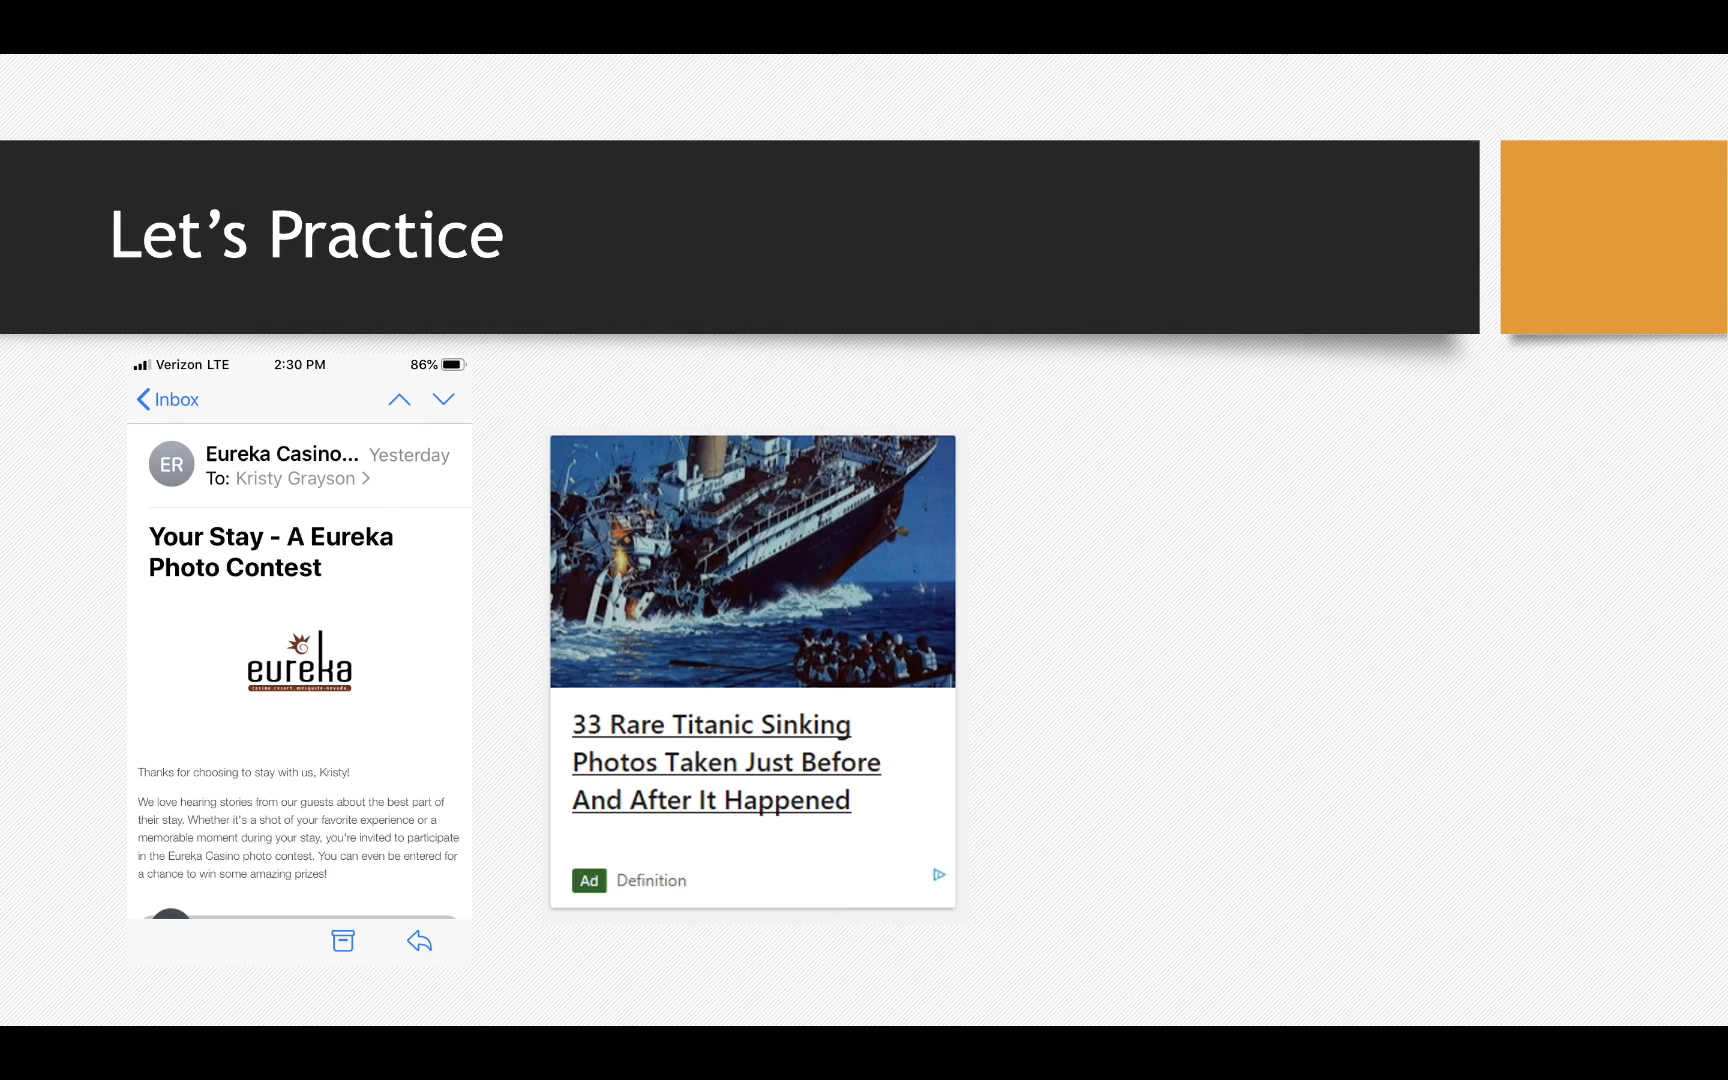 Let’s Practice
Verizon LTE 2:30 PM 86%
Inbox
ER
Eureka Casino... Yesterday
To: Kristy Grayson
Your Stay - A Eureka
Photo Contest
eureka
casino.resort.mesquite-nevada.
Thanks for choosing to stay with us, Kristy!
We love hearing stories from our guests about the best part of
their stay. Whether it's a shot of your favorite experience or a
memorable moment during your stay, you're invited to participate
in the Eureka Casino photo contest. You can even be entered for
a chance to win some amazing prizes!
33 Rare Titanic Sinking
Photos Taken Just Before
And After It Happened
Ad Definition